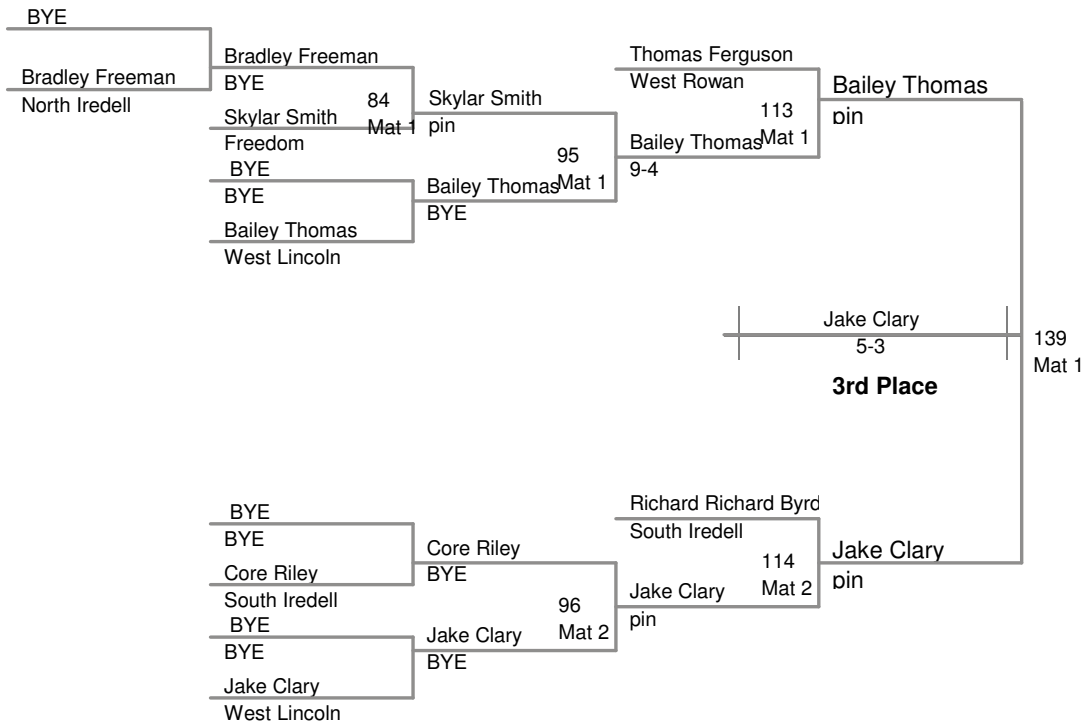 BYE
Bradley Freeman
North Iredell
Bradley Freeman
BYE
84
Mat 1
Skylar Smith
Freedom
BYE
BYE
Bailey Thomas
West Lincoln
Skylar Smith
pin
95
Mat 1
Bailey Thomas
BYE
Thomas Ferguson
West Rowan
113
Mat 1
Bailey Thomas
9-4
Bailey Thomas
pin
Jake Clary
5-3
3rd Place
139
Mat 1
BYE
BYE
Core Riley
South Iredell
BYE
BYE
Jake Clary
West Lincoln
Core Riley
BYE
96
Mat 2
Jake Clary
BYE
Richard Richard Byrd
South Iredell
114
Mat 2
Jake Clary
pin
Jake Clary
pin